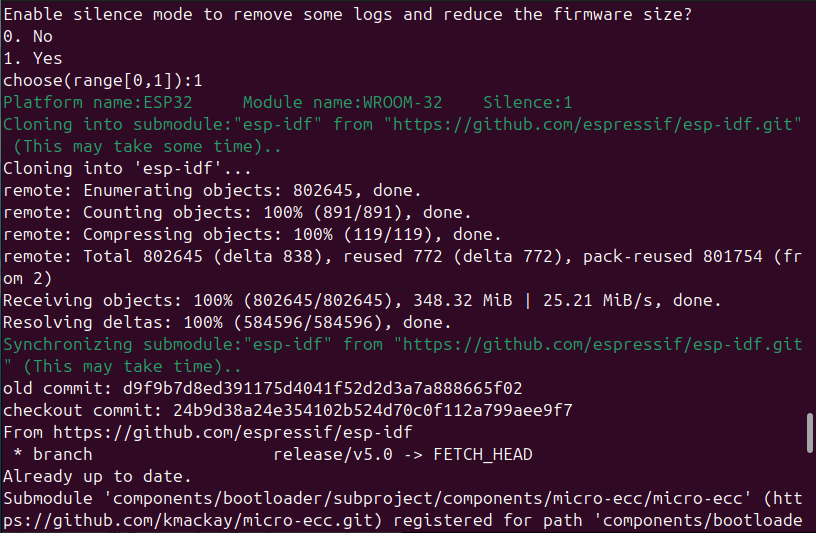 Enable silence mode to remove some logs and reduce the firmware size?
0. No
1. Yes
choose(range[0,1]):1
Platform name:ESP32     Module name:WROOM-32    Silence:1
Cloning into submodule:"esp-idf" from "https://github.com/espressif/esp-idf.git"
 (This may take some time)..
Cloning into 'esp-idf'...
remote: Enumerating objects: 802645, done.
remote: Counting objects: 100% (891/891), done.
remote: Compressing objects: 100% (119/119), done.
remote: Total 802645 (delta 838), reused 772 (delta 772), pack-reused 801754 (fr
om 2)
Receiving objects: 100% (802645/802645), 348.32 MiB | 25.21 MiB/s, done.
Resolving deltas: 100% (584596/584596), done.
Synchronizing submodule:"esp-idf" from "https://github.com/espressif/esp-idf.git
" (This may take time)..
old commit: d9f9b7d8ed391175d4041f52d2d3a7a888665f02
checkout commit: 24b9d38a24e354102b524d70c0f112a799aee9f7
From https://github.com/espressif/esp-idf
 * branch                  release/v5.0 -> FETCH_HEAD
Already up to date.
Submodule 'components/bootloader/subproject/components/micro-ecc/micro-ecc' (htt
ps://github.com/kmackay/micro-ecc.git) registered for path 'components/bootloade